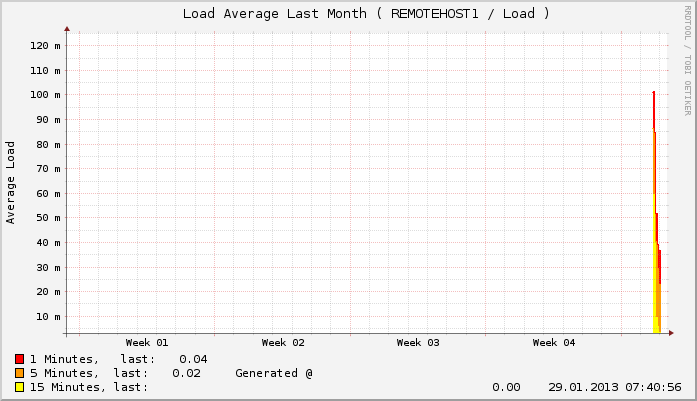 Load Average Last Month ( REMOTEHOST1 / Load )
RRDTOOL / TOBI OETIKER
Average Load
120 m
110 m
100 m
90 m
80 m
70 m
60 m
50 m
40 m
30 m
20 m
10 m
Week 01 Week 02 Week 03 Week 04
1 Minutes, last: 0.04
5 Minutes, last: 0.02 Generated @
15 Minutes, last: 0.00 29.01.2013 07:40:56